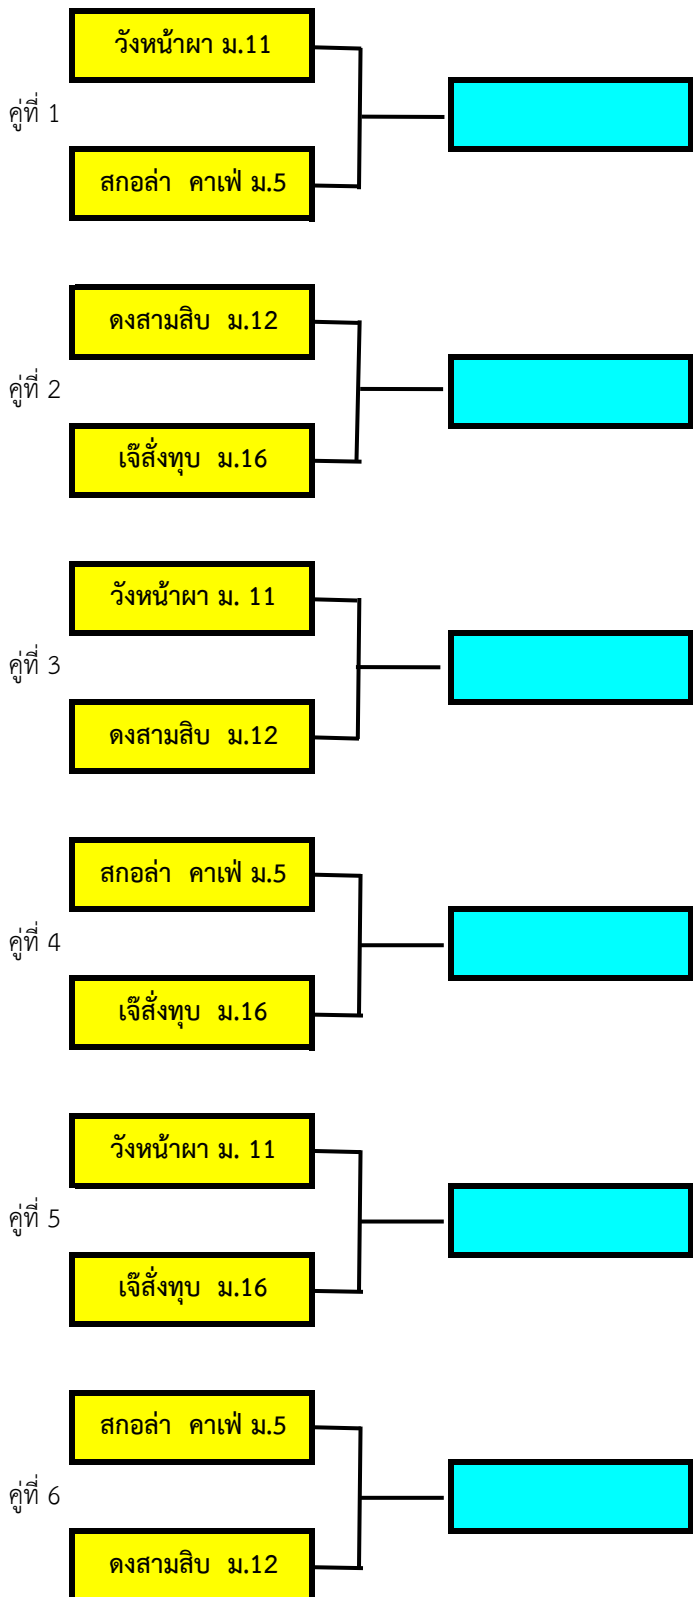 วังหน้าผา ม.11
คู่ที่ 1
สกอล่า คาเฟ่ ม.5
ดงสามสิบ ม.12
คู่ที่ 2
เจ๊สั่งทุบ ม.16
วังหน้าผา ม. 11
คู่ที่ 3
ดงสามสิบ ม.12
สกอล่า คาเฟ่ ม.5
คู่ที่ 4
เจ๊สั่งทุบ ม.16
วังหน้าผา ม. 11
คู่ที่ 5
เจ๊สั่งทุบ ม.16
สกอล่า คาเฟ่ ม.5
คู่ที่ 6
ดงสามสิบ ม.12